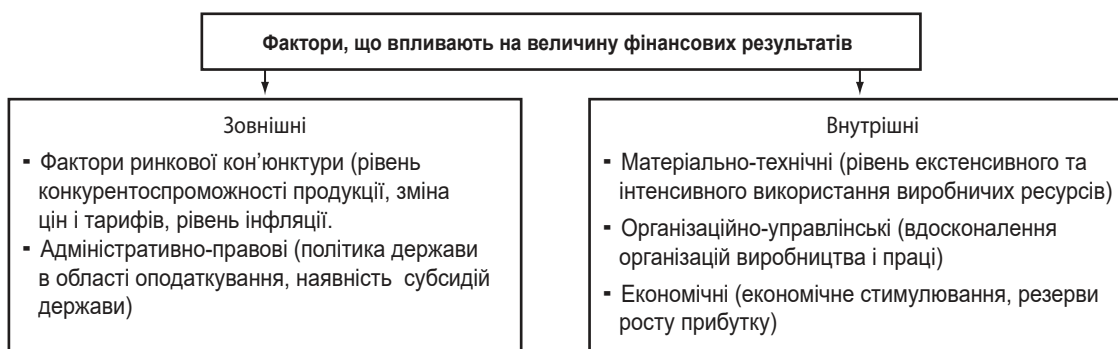 Фактори, що впливають на величину фінансових результатів
Зовнішні
- Фактори ринкової кон’юнктури (рівень
конкурентоспроможності продукції, зміна
цін і тарифів, рівень інфляції.
- Адміністративно-правові (політика держави
в області оподаткування, наявність субсидій
держави)
Внутрішні
- Матеріально-технічні (рівень екстенсивного та
інтенсивного використання виробничих ресурсів)
- Організаційно-управлінські (вдосконалення
організацій виробництва і праці)
- Економічні (економічне стимулювання, резерви
росту прибутку)